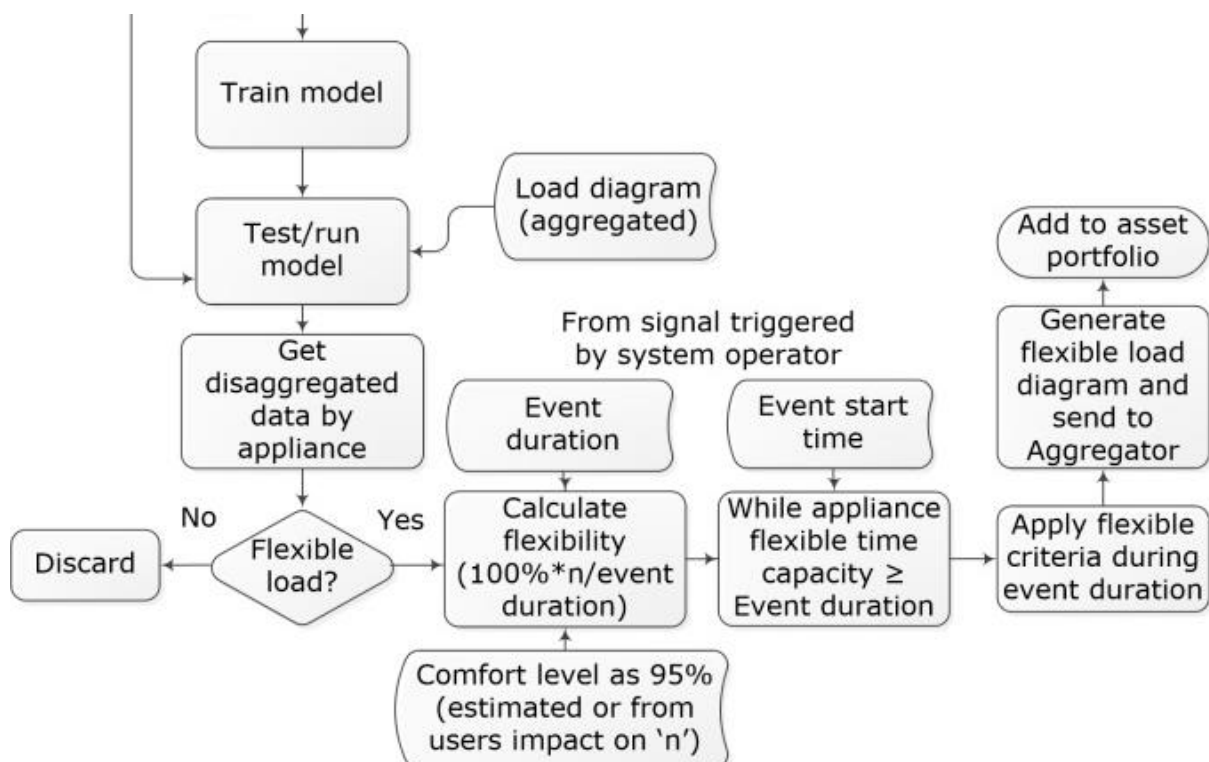 Train model
Load diagram
(aggregated)
Test/run
model
Add to asset
portfolio
From signal triggered
by system operator
Generate
flexible load
diagram and
send to
Aggregator
Get
disaggregated
data by
appliance
Event
duration
Event start
time
No
Yes
Discard
Flexible
load?
Calculate
flexibility
(100%*n/event
duration)
While appliance
flexible time
capacity ≥
Event duration
Apply flexible
criteria during
event duration
Comfort level as 95%
(estimated or from
users impact on ‘n’)